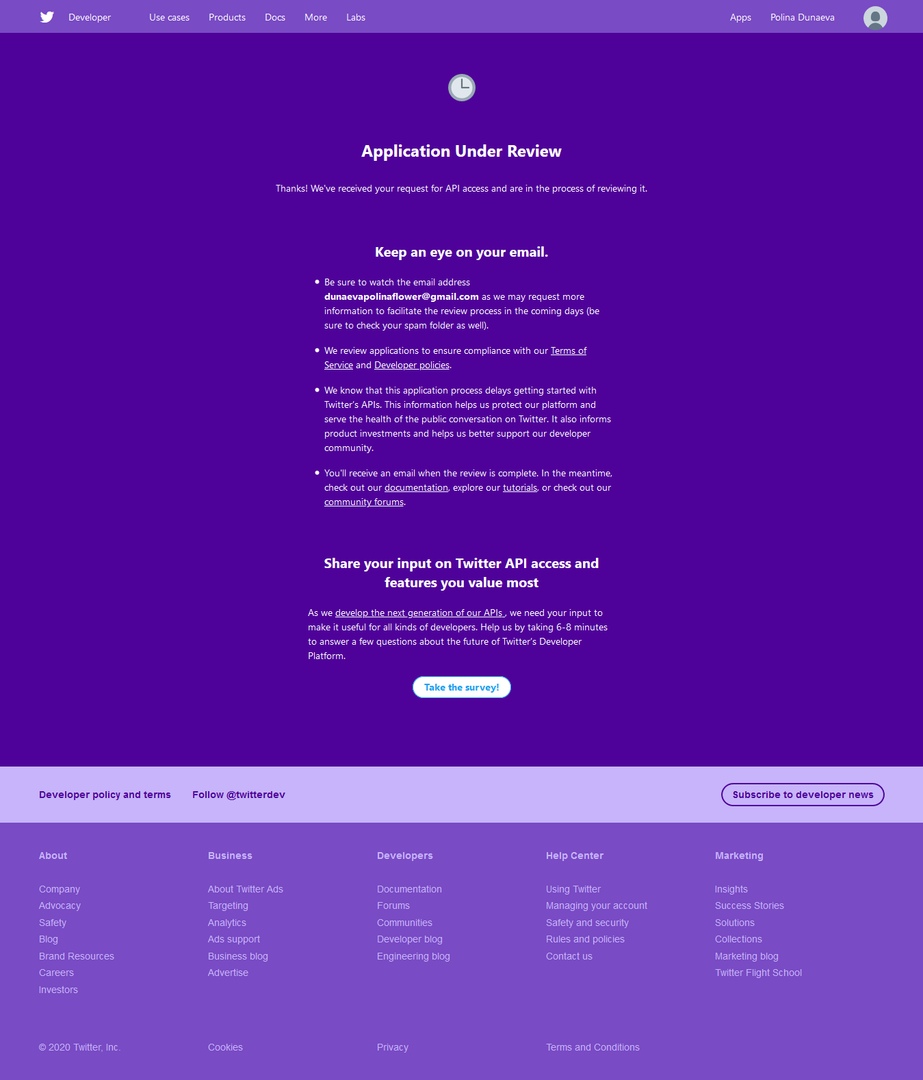 Developer Use cases Products Docs More Labs Apps Polina Dunaeva
Application Under Review
Thanks! We've received your request for API access and are in the process of reviewing it.
Keep an eye on your email.
Be sure to watch the email address
dunaevapolinaflower@gmail.com as we may request more
information to facilitate the review process in the coming days (be
sure to check your spam folder as well).
We review applications to ensure compliance with our Terms of
Service and Developer policies.
We know that this application process delays getting started with
Twitter's APIs. This information helps us protect our platform and
serve the health of the public conversation on Twitter. It also informs
product investments and helps us better support our developer
community.
You'll receive an email when the review is complete. In the meantime,
check out our documentation, explore our tutorials, or check out our
community forums.
Share your input on Twitter API access and
features you value most
As we develop the next generation of our APIs , we need your input to
make it useful for all kinds of developers. Help us by taking 6-8 minutes
to answer a few questions about the future of Twitter's Developer
Platform.
Take the survey!
Developer policy and terms Follow @twitterdev Subscribe to developer news
About
Company
Advocacy
Safety
Blog
Brand Resources
Careers
Investors
Business
About Twitter Ads
Targeting
Analytics
Ads support
Business blog
Advertise
Developers
Documentation
Forums
Communities
Developer blog
Engineering blog
Help Center
Using Twitter
Managing your account
Safety and security
Rules and policies
Contact us
Marketing
Insights
Success Stories
Solutions
Collections
Marketing blog
Twitter Flight School
© 2020 Twitter, Inc. Cookies Privacy Terms and Conditions